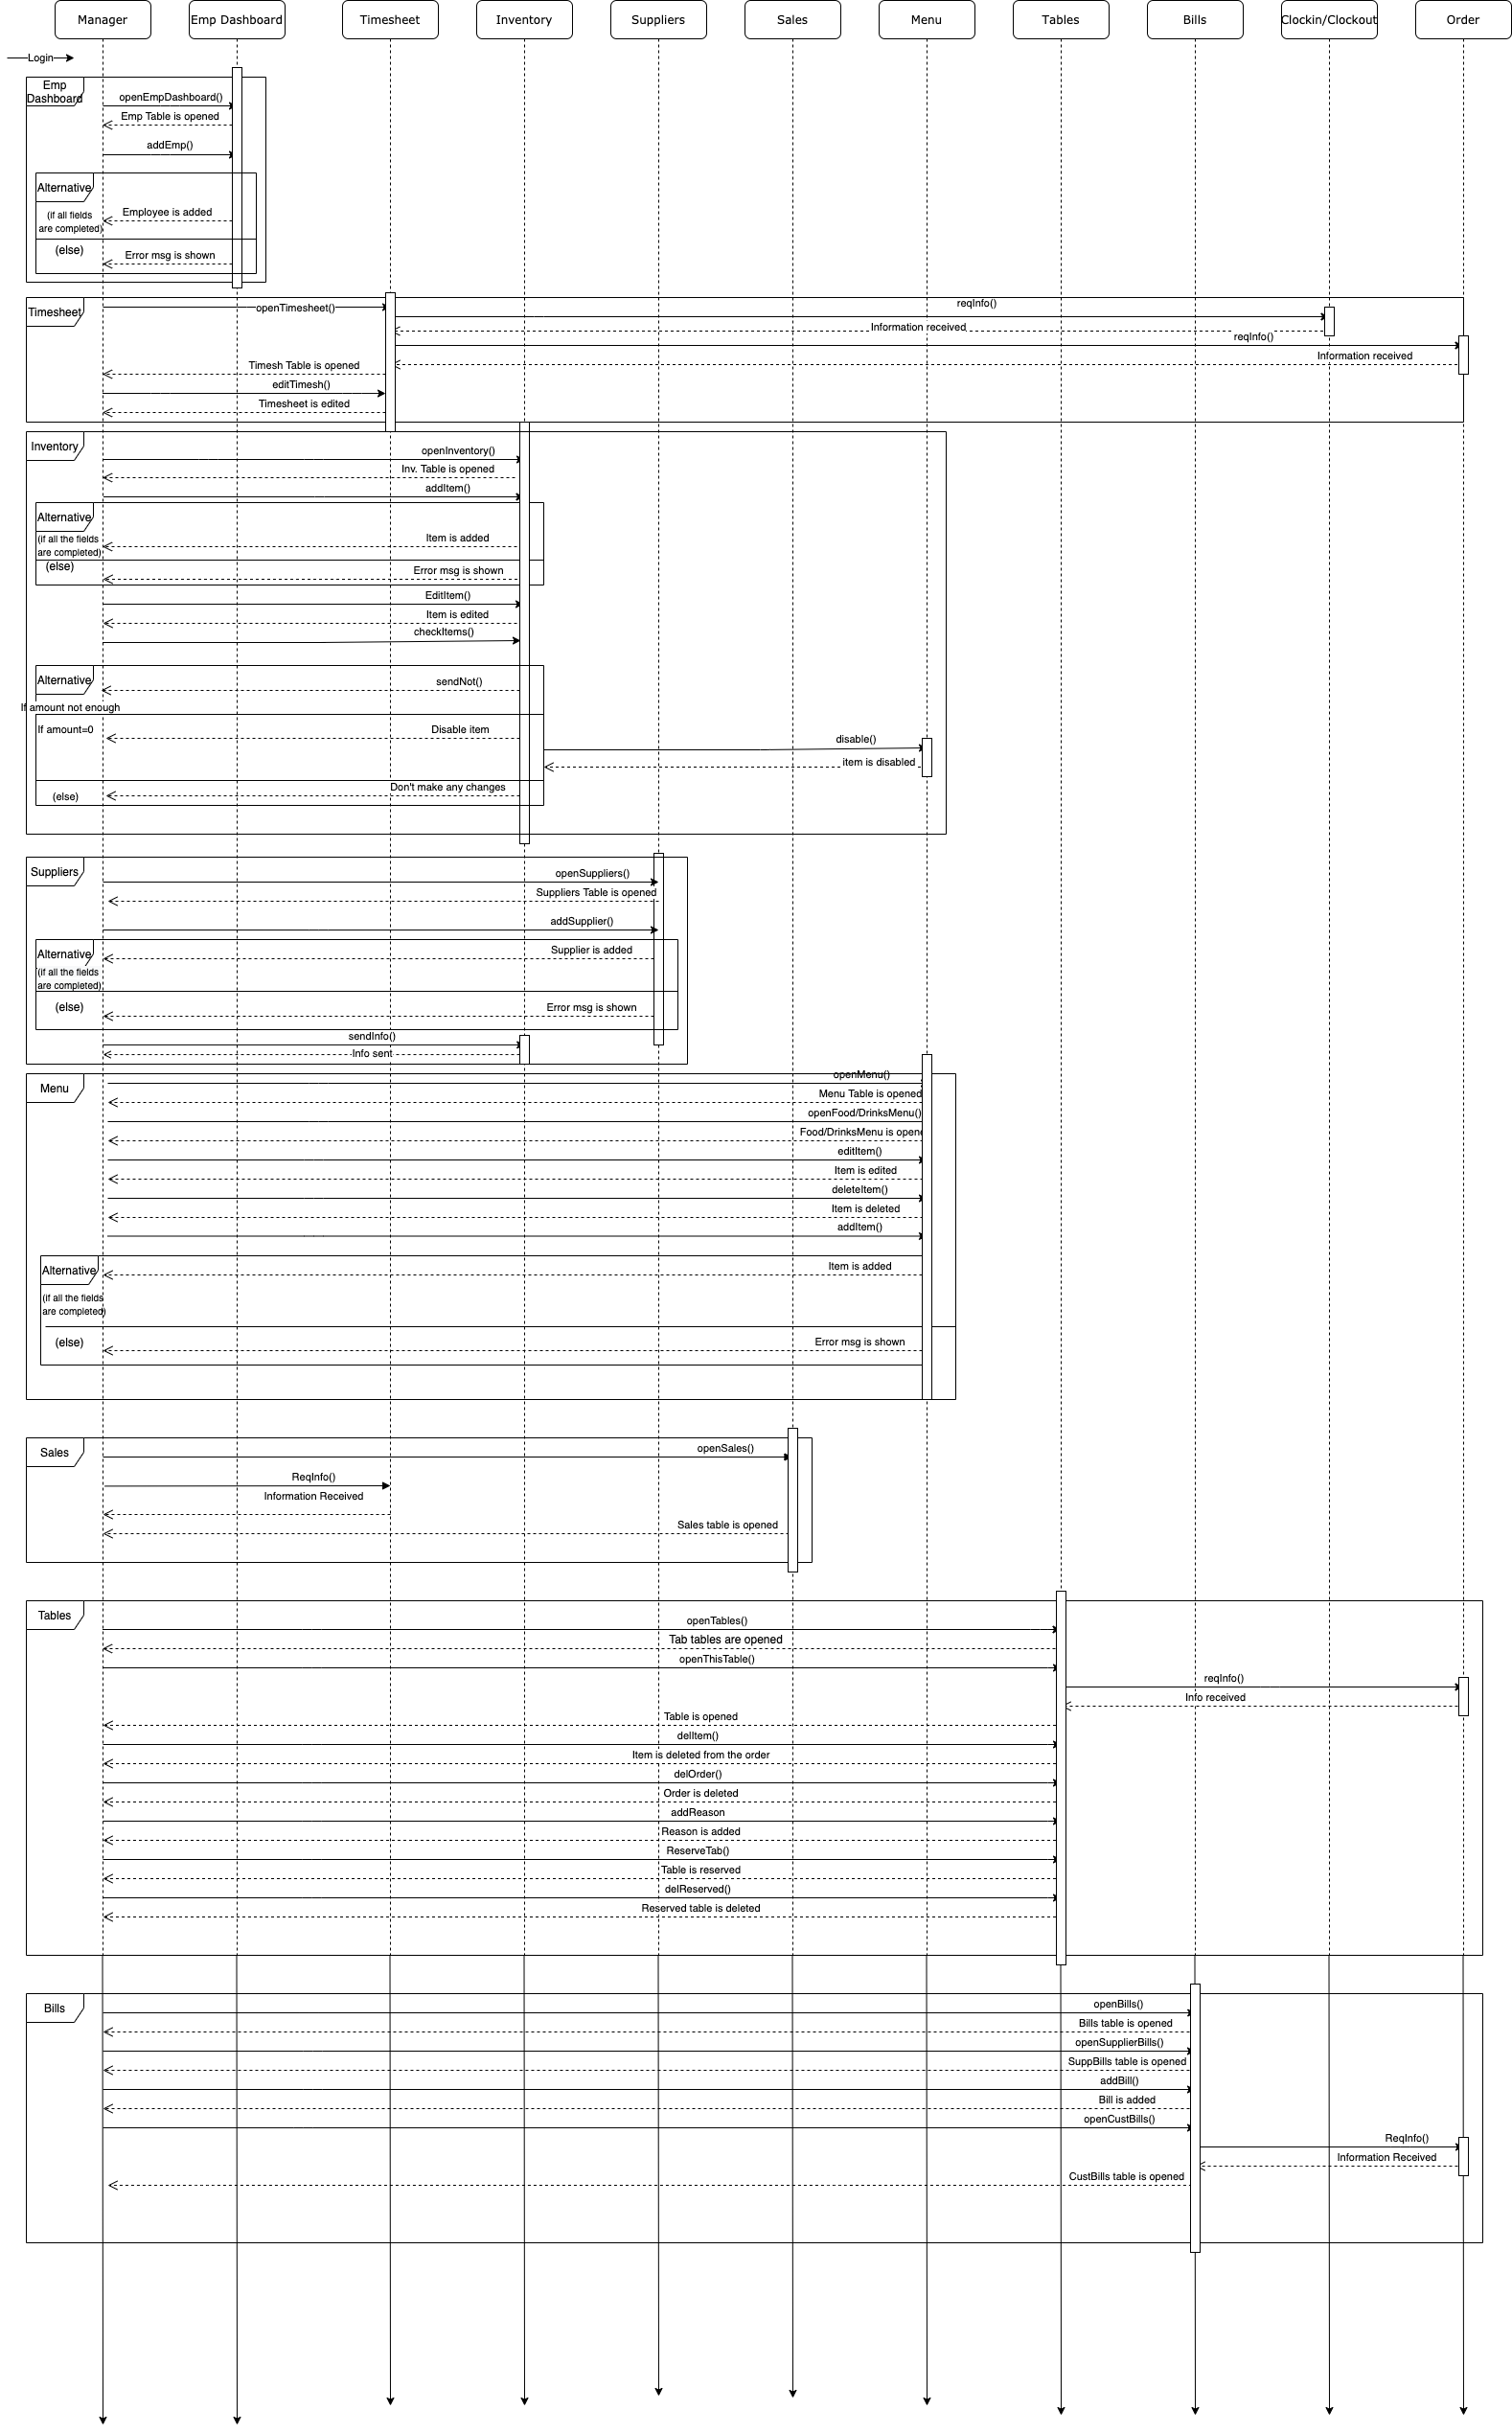 Manager
Emp Dashboard
Timesheet
Inventory
Suppliers
Sales
Menu
Tables
Bills
Clockin/Clockout
Order
Login
Emp
Dashboard
openEmpDashboard()
Emp Table is opened
addEmp()
Alternative
Employee is added
(if all fields
are completed)
(else)
Error msg is shown
Timesheet
openTimesheet()
reqInfo()
Information received
reqInfo()
Information received
Timesh Table is opened
editTimesh()
Timesheet is edited
Inventory
openInventory()
Inv. Table is opened
addItem()
Alternative
(if all the fields
are completed)
Item is added
(else)
Error msg is shown
EditItem()
Item is edited
checkItems()
Alternative
sendNot()
If amount not enough
If amount=0
Disable item
disable()
item is disabled
Don't make any changes
(else)
Suppliers
openSuppliers()
Suppliers Table is opened
addSupplier()
Alternative
Supplier is added
(if all the fields
are completed)
(else)
Error msg is shown
sendInfo()
Info sent
Menu
openMenu()
Menu Table is opened
openFood/DrinksMenu()
Food/DrinksMenu is opene
editItem()
Item is edited
deleteItem()
Item is deleted
addItem()
Alternative
Item is added
(if all the fields
are completed)
(else)
Error msg is shown
Sales
openSales()
ReqInfo()
Information Received
Sales table is opened
Tables
openTables()
Tab tables are opened
openThisTable()
reqInfo()
Info received
Table is opened
delItem()
Item is deleted from the order
delOrder()
Order is deleted
addReason
Reason is added
ReserveTab()
Table is reserved
delReserved()
Reserved table is deleted
Bills
openBills()
Bills table is opened
openSupplierBills()
SuppBills table is opened
addBill()
Bill is added
openCustBills()
ReqInfo()
Information Received
CustBills table is opened